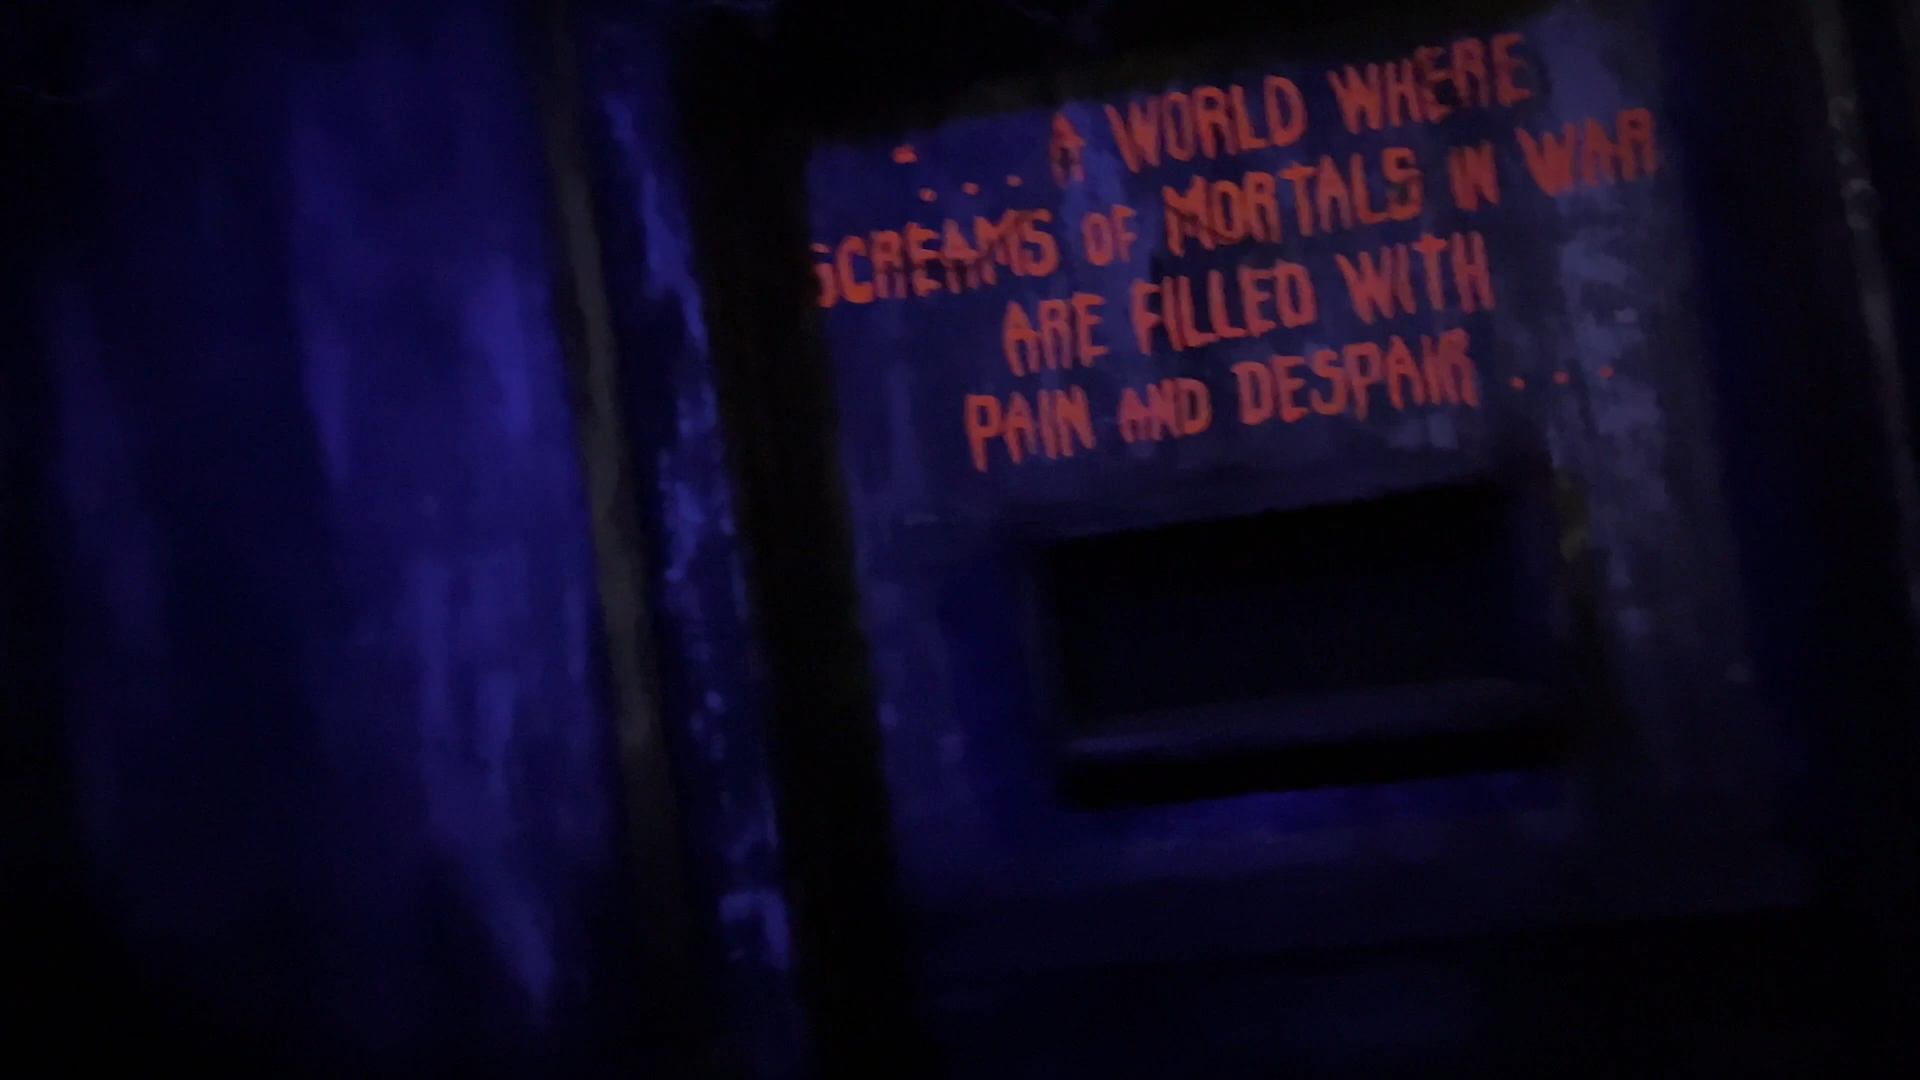 ". . . A WORLD WHERE
SCREAMS OF MORTALS IN WAR
ARE FILLED WITH
PAIN AND DESPAIR . . .